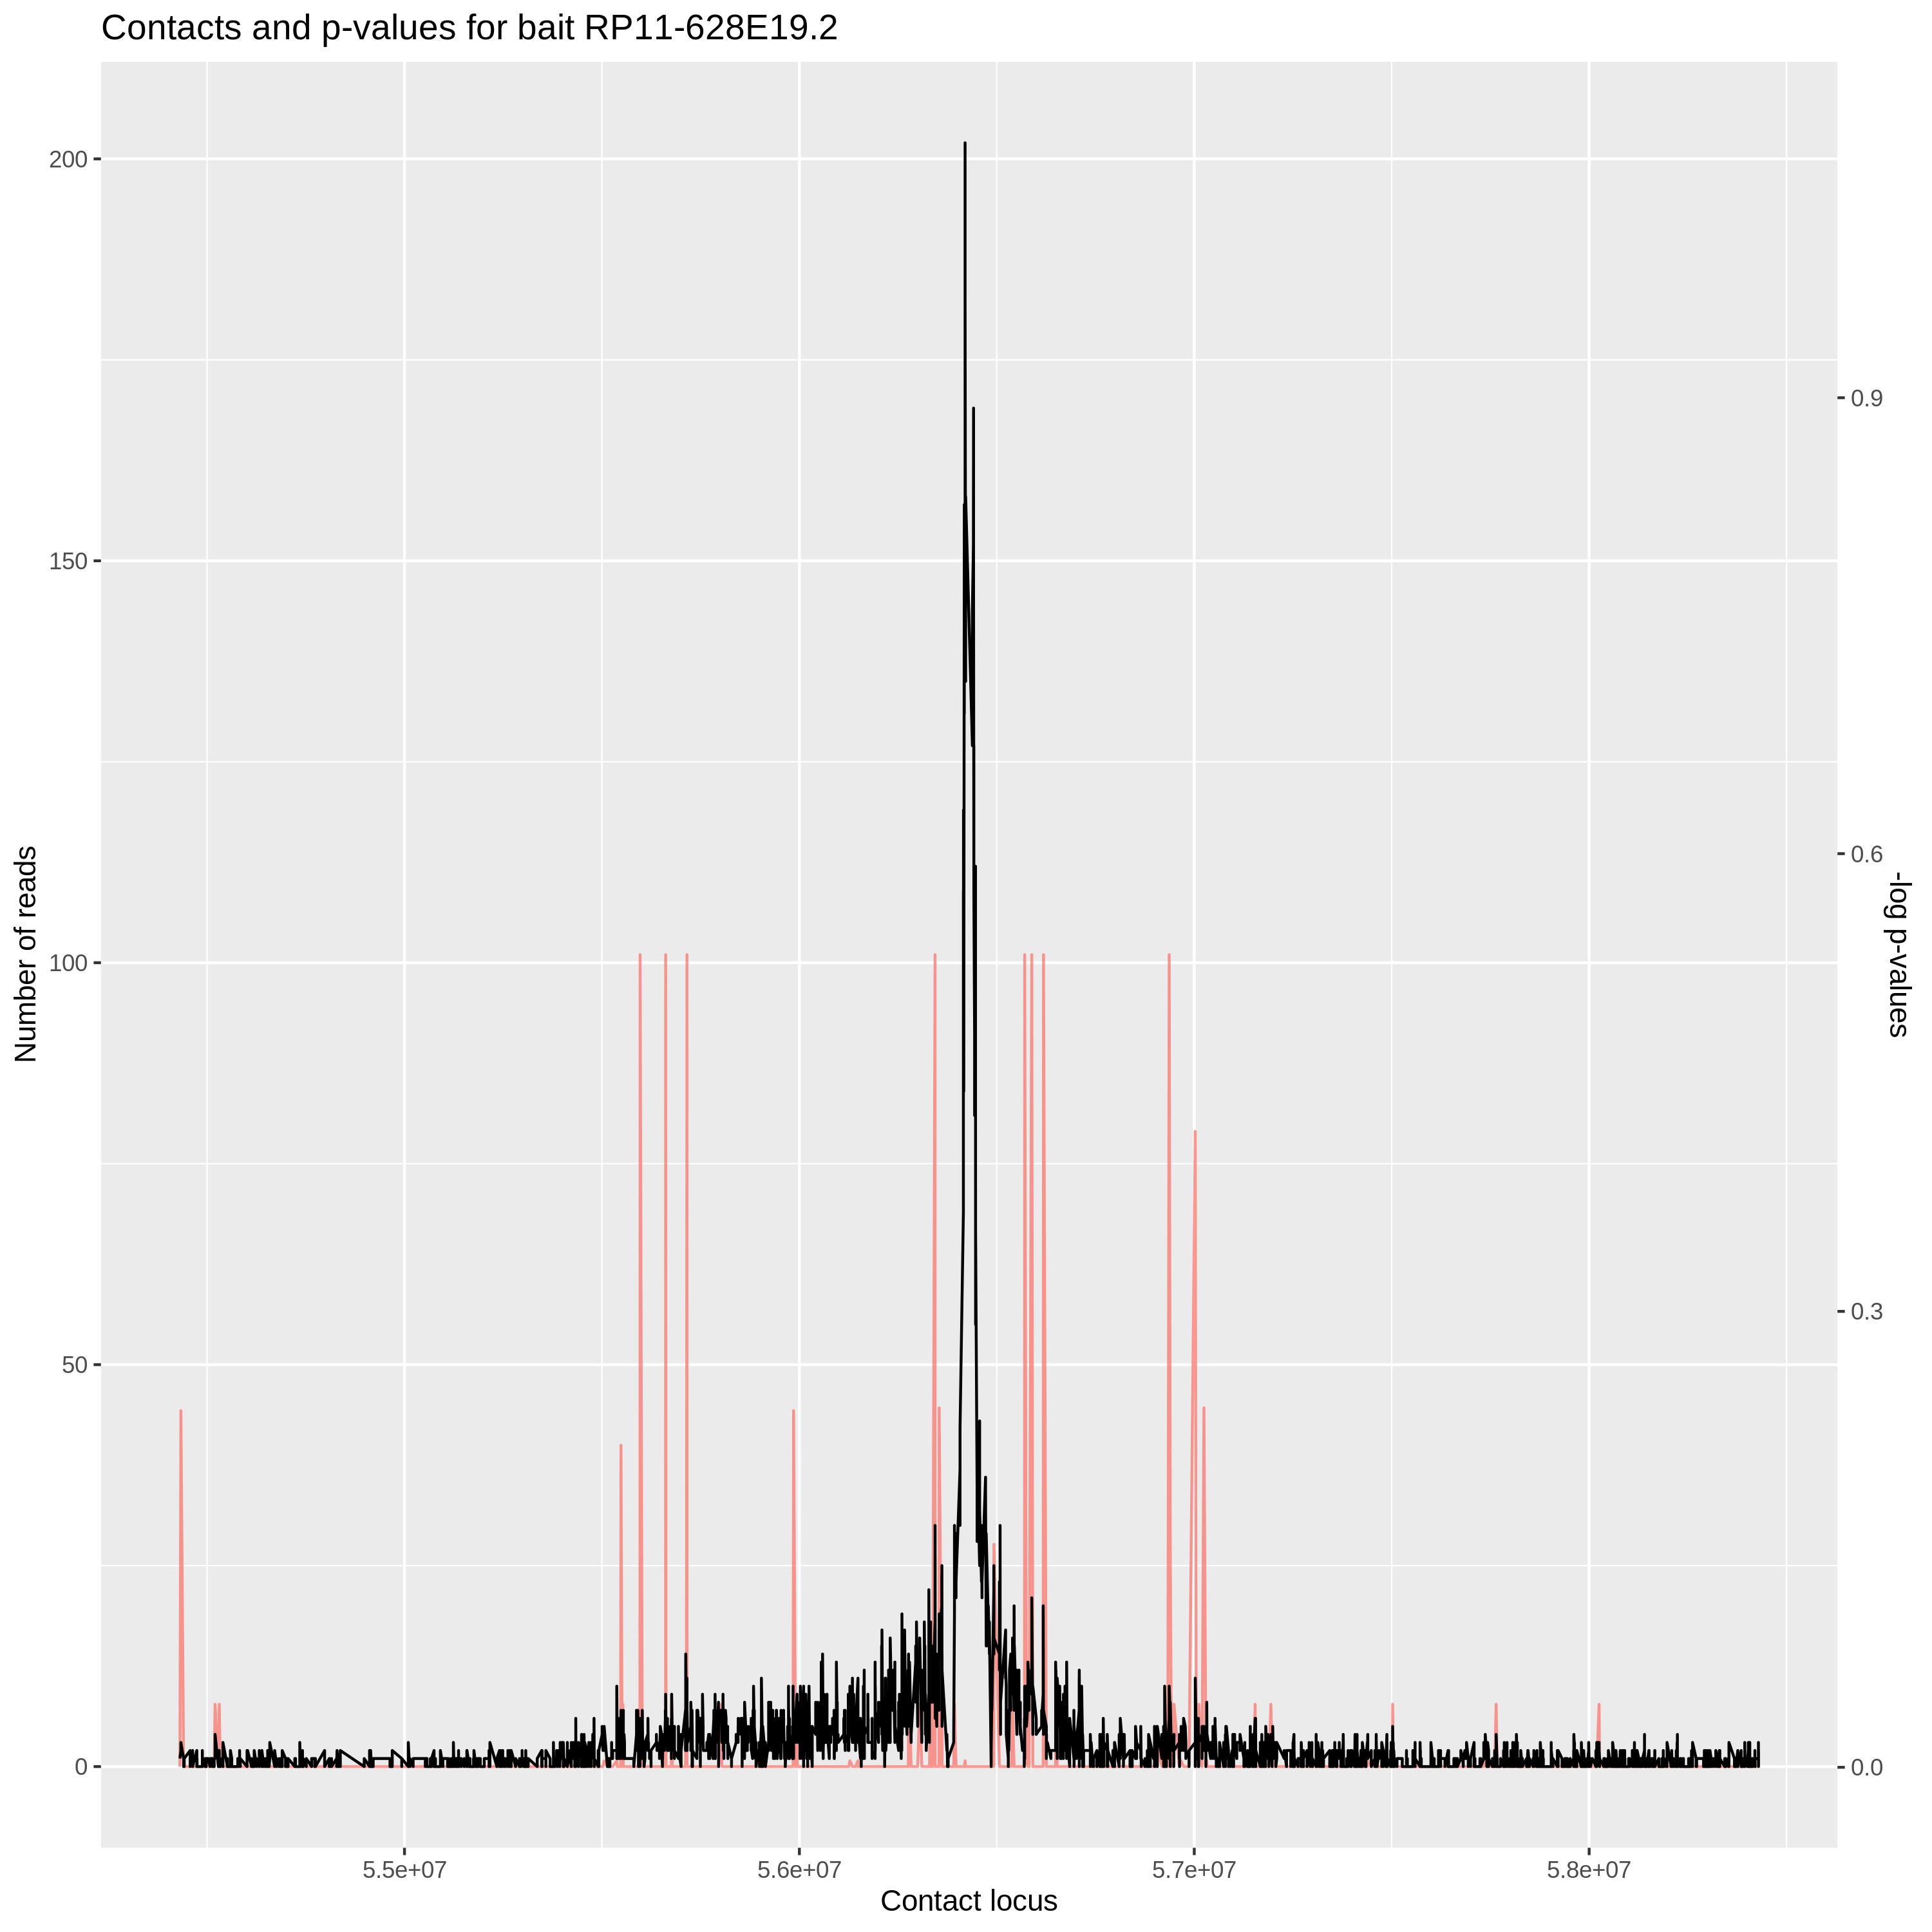 Contacts and p-values for bait RP11-628E19.2
200
150
100
50
0
Number of reads
0.9
0.6
0.3
0.0
-log p-values
5.5e+07
5.6e+07
5.7e+07
5.8e+07
Contact locus